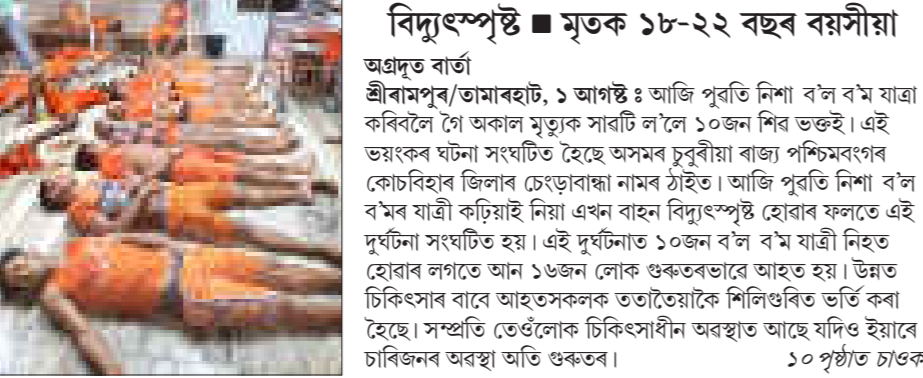 বিদ্যুৎস্পৃষ্ট ■ মৃতক ১৮-২২ বছৰ বয়সীয়া
অগ্ৰদূত বাৰ্তা
শ্ৰীৰামপুৰ/তামাৰহাট, ১ আগষ্ট ঃ আজি পুৱতি নিশা ব'ল ব'ম যাত্ৰা
কৰিবলৈ গৈ অকাল মৃত্যুক সাৱটি ল'লে ১০জন শিৱ ভক্তই। এই
ভয়ংকৰ ঘটনা সংঘটিত হৈছে অসমৰ চুবুৰীয়া ৰাজ্য পশ্চিমবংগৰ
কোচবিহাৰ জিলাৰ চেংড়াবান্ধা নামৰ ঠাইত। আজি পুৱতি নিশা ব'ল
ব'মৰ যাত্ৰী কঢ়িয়াই নিয়া এখন বাহন বিদ্যুৎস্পৃষ্ট হোৱাৰ ফলতে এই
দুৰ্ঘটনা সংঘটিত হয়। এই দুৰ্ঘটনাত ১০জন ব'ল ব'ম যাত্ৰী নিহত
হোৱাৰ লগতে আন ১৬জন লোক গুৰুতৰভাৱে আহত হয়। উন্নত
চিকিৎসাৰ বাবে আহতসকলক ততাতৈয়াকৈ শিলিগুৰিত ভৰ্তি কৰা
হৈছে। সম্প্ৰতি তেওঁলোক চিকিৎসাধীন অৱস্থাত আছে যদিও ইয়াৰে
চাৰিজনৰ অৱস্থা অতি গুৰুতৰ। ১০ পৃষ্ঠাত চাওক